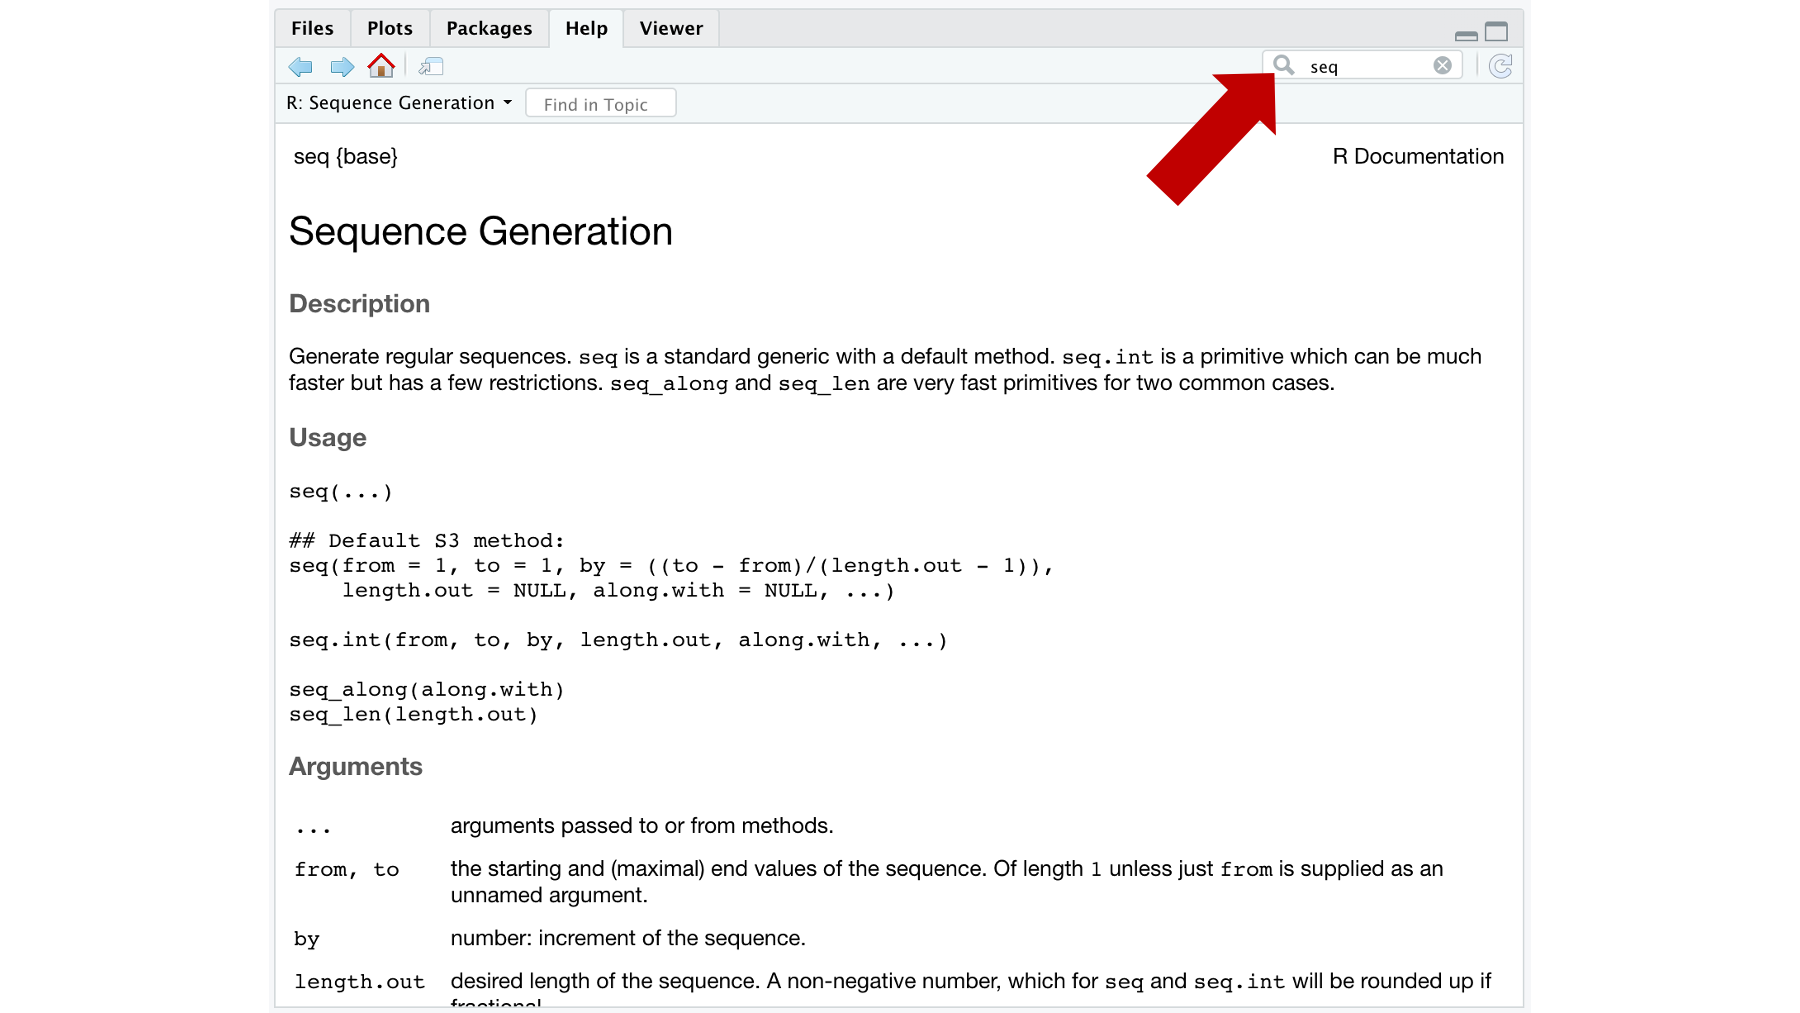 Files Plots Packages Help Viewer
seq
R: Sequence Generation Find in Topic
seq {base} R Documentation
Sequence Generation
Description
Generate regular sequences. seq is a standard generic with a default method. seq.int is a primitive which can be much
faster but has a few restrictions. seq_along and seq_len are very fast primitives for two common cases.
Usage
seq(...)
## Default S3 method:
seq(from = 1, to = 1, by = ((to - from)/(length.out - 1)),
    length.out = NULL, along.with = NULL, ...)
seq.int(from, to, by, length.out, along.with, ...)
seq_along(along.with)
seq_len(length.out)
Arguments
... arguments passed to or from methods.
from, to the starting and (maximal) end values of the sequence. Of length 1 unless just from is supplied as an
unnamed argument.
by number: increment of the sequence.
length.out desired length of the sequence. A non-negative number, which for seq and seq.int will be rounded up if